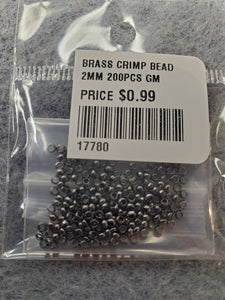 BRASS CRIMP BEAD
2MM 200PCS GM
PRICE $0.99
17780